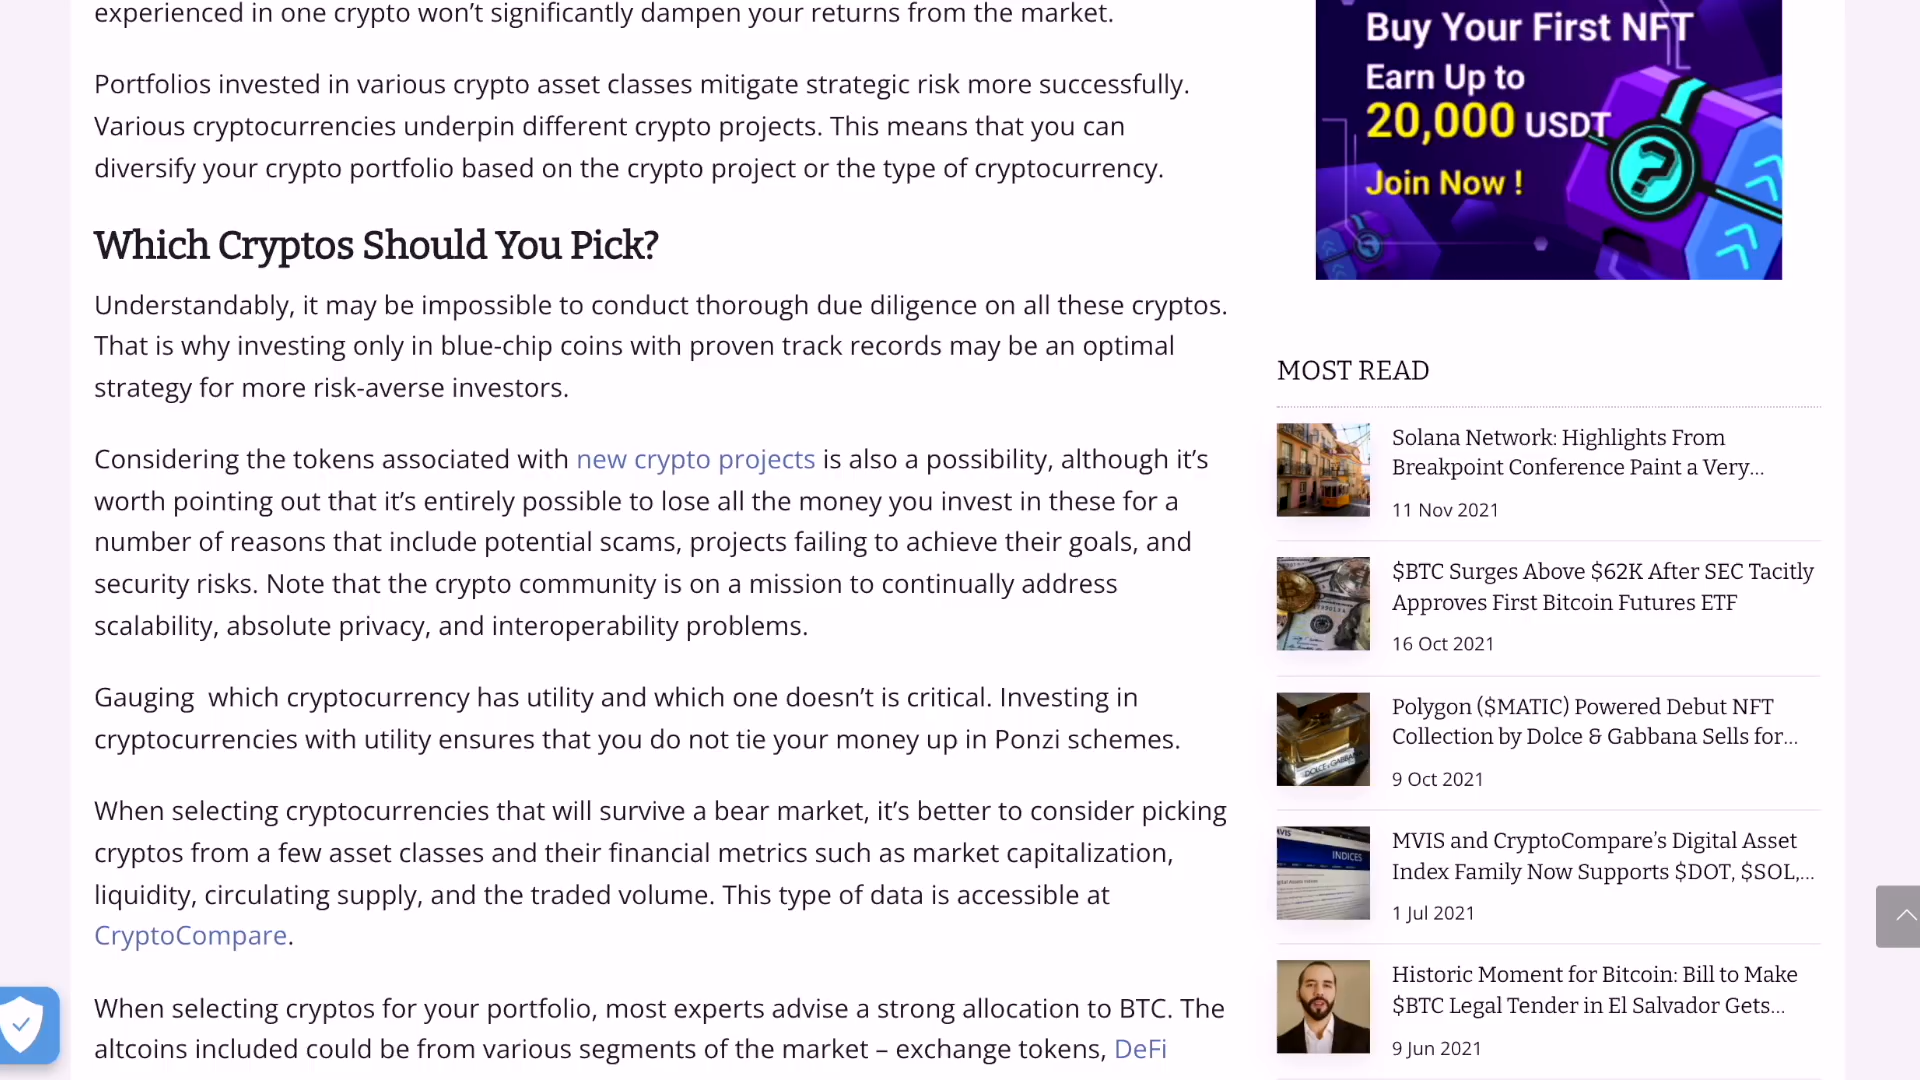 experienced in one crypto won’t significantly dampen your returns from the market.
Portfolios invested in various crypto asset classes mitigate strategic risk more successfully.
Various cryptocurrencies underpin different crypto projects. This means that you can
diversify your crypto portfolio based on the crypto project or the type of cryptocurrency.
Which Cryptos Should You Pick?
Understandably, it may be impossible to conduct thorough due diligence on all these cryptos.
That is why investing only in blue-chip coins with proven track records may be an optimal
strategy for more risk-averse investors.
Considering the tokens associated with new crypto projects is also a possibility, although it’s
worth pointing out that it’s entirely possible to lose all the money you invest in these for a
number of reasons that include potential scams, projects failing to achieve their goals, and
security risks. Note that the crypto community is on a mission to continually address
scalability, absolute privacy, and interoperability problems.
Gauging  which cryptocurrency has utility and which one doesn’t is critical. Investing in
cryptocurrencies with utility ensures that you do not tie your money up in Ponzi schemes.
When selecting cryptocurrencies that will survive a bear market, it’s better to consider picking
cryptos from a few asset classes and their financial metrics such as market capitalization,
liquidity, circulating supply, and the traded volume. This type of data is accessible at
CryptoCompare.
When selecting cryptos for your portfolio, most experts advise a strong allocation to BTC. The
altcoins included could be from various segments of the market – exchange tokens, DeFi
Buy Your First NFT
Earn Up to
20,000 USDT
Join Now !
MOST READ
Solana Network: Highlights From
Breakpoint Conference Paint a Very...
11 Nov 2021
$BTC Surges Above $62K After SEC Tacitly
Approves First Bitcoin Futures ETF
16 Oct 2021
Polygon ($MATIC) Powered Debut NFT
Collection by Dolce & Gabbana Sells for...
9 Oct 2021
DOLCE & GABBANA
MVIS and CryptoCompare’s Digital Asset
Index Family Now Supports $DOT, $SOL,...
1 Jul 2021
MVIS
INDICES
Historic Moment for Bitcoin: Bill to Make
$BTC Legal Tender in El Salvador Gets...
9 Jun 2021